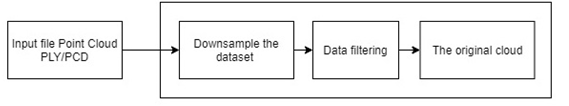 Input file Point Cloud
PLY/PCD
Downsample the
dataset
Data filtering
The original cloud